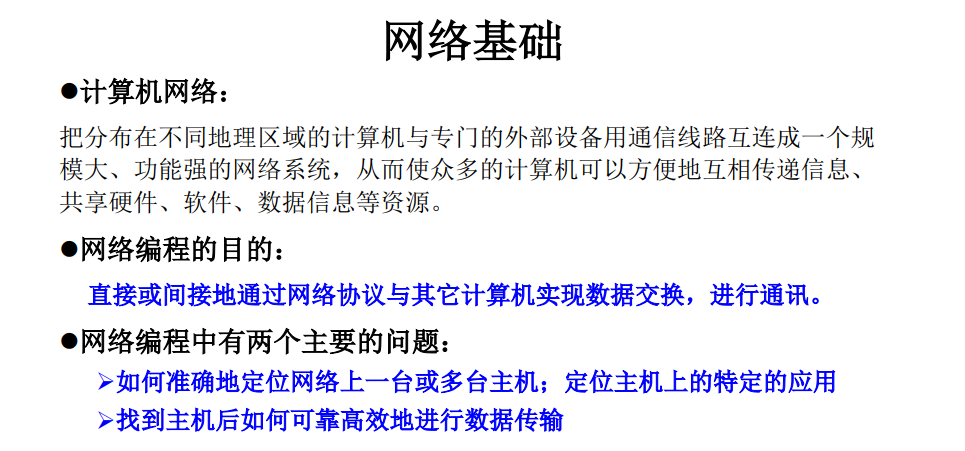 网络基础
●计算机网络：
把分布在不同地理区域的计算机与专门的外部设备用通信线路互连成一个规
模大、功能强的网络系统，从而使众多的计算机可以方便地互相传递信息、
共享硬件、软件、数据信息等资源。
●网络编程的目的：
直接或间接地通过网络协议与其它计算机实现数据交换，进行通讯。
●网络编程中有两个主要的问题：
➢如何准确地定位网络上一台或多台主机；定位主机上的特定的应用
➢找到主机后如何可靠高效地进行数据传输